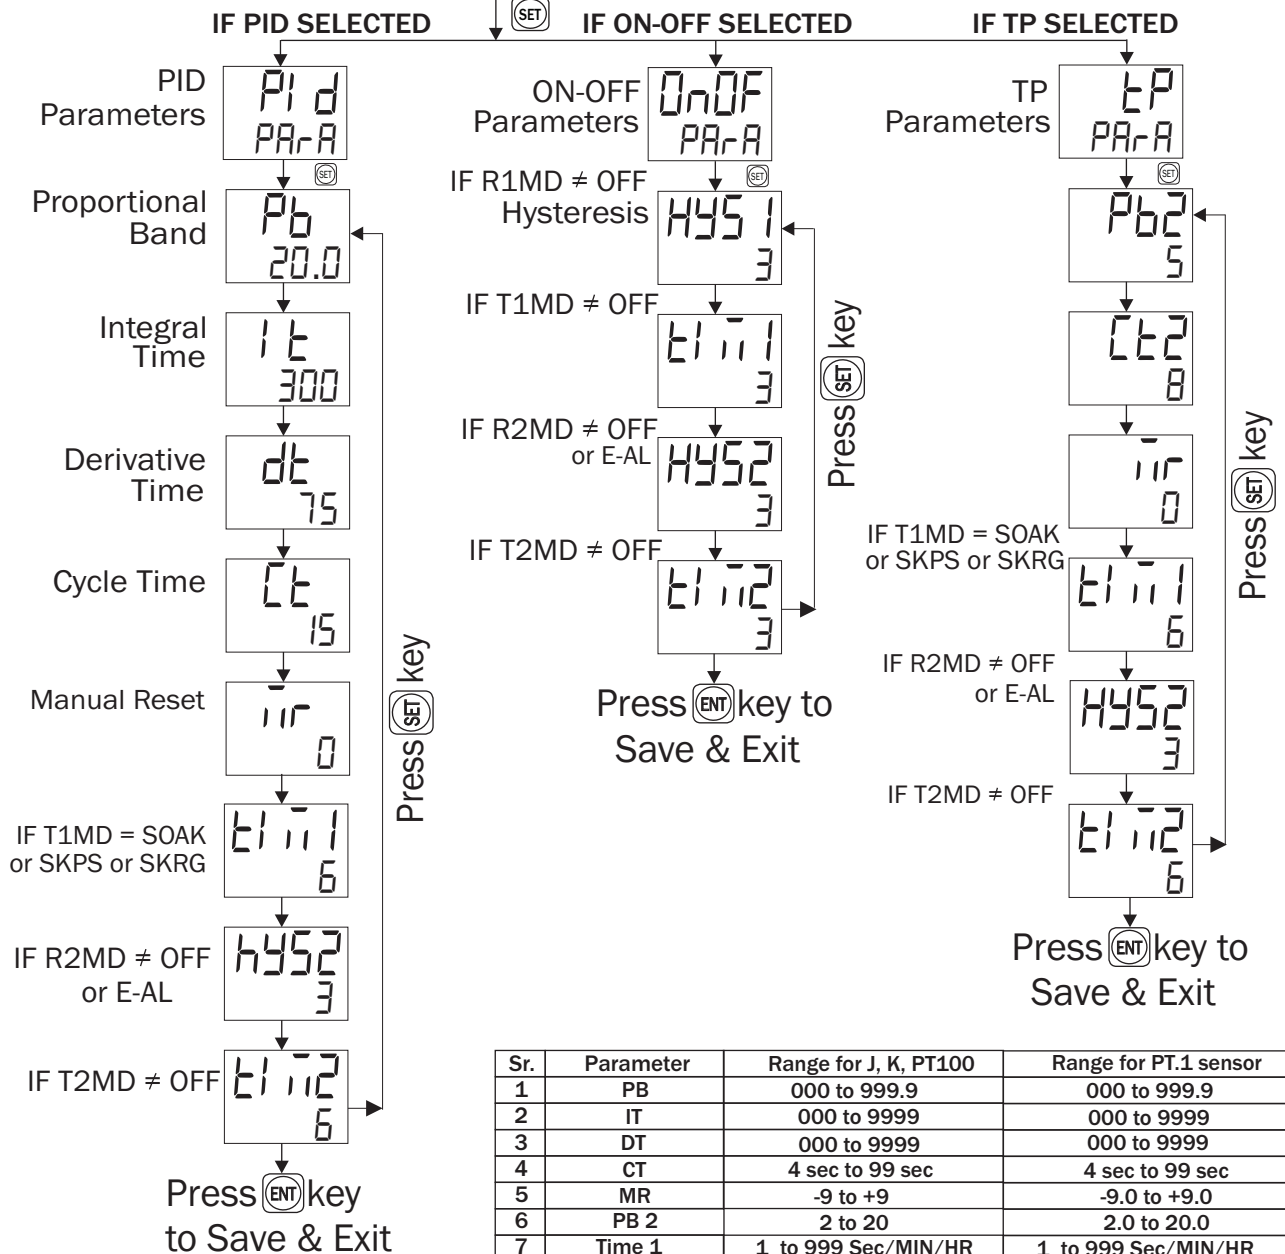 SET
IF PID SELECTED
IF ON-OFF SELECTED
IF TP SELECTED
PID
Parameters
PId
PArA
SET
Proportional
Band
Pb
20.0
Integral
Time
It
300
Derivative
Time
dt
75
Cycle Time
Ct
15
Manual Reset
mr
0
IF T1MD = SOAK
or SKPS or SKRG
tIm1
6
IF R2MD ≠ OFF
or E-AL
hYS2
3
IF T2MD ≠ OFF
tIm2
6
Press SET key
Press ENT key
to Save & Exit
ON-OFF
Parameters
OnOF
PArA
SET
IF R1MD ≠ OFF
Hysteresis
HYS1
3
IF T1MD ≠ OFF
tIm1
3
IF R2MD ≠ OFF
or E-AL
HYS2
3
IF T2MD ≠ OFF
tIm2
3
Press SET key
Press ENT key to
Save & Exit
TP
Parameters
tP
PArA
SET
Pb2
5
Ct2
8
mr
0
IF T1MD = SOAK
or SKPS or SKRG
tIm1
6
IF R2MD ≠ OFF
or E-AL
HYS2
3
IF T2MD ≠ OFF
tIm2
6
Press SET key
Press ENT key to
Save & Exit
Sr. Parameter Range for J, K, PT100 Range for PT.1 sensor
1 PB 000 to 999.9 000 to 999.9
2 IT 000 to 9999 000 to 9999
3 DT 000 to 9999 000 to 9999
4 CT 4 sec to 99 sec 4 sec to 99 sec
5 MR -9 to +9 -9.0 to +9.0
6 PB 2 2 to 20 2.0 to 20.0
7 Time 1 1 to 999 Sec/MIN/HR 1 to 999 Sec/MIN/HR